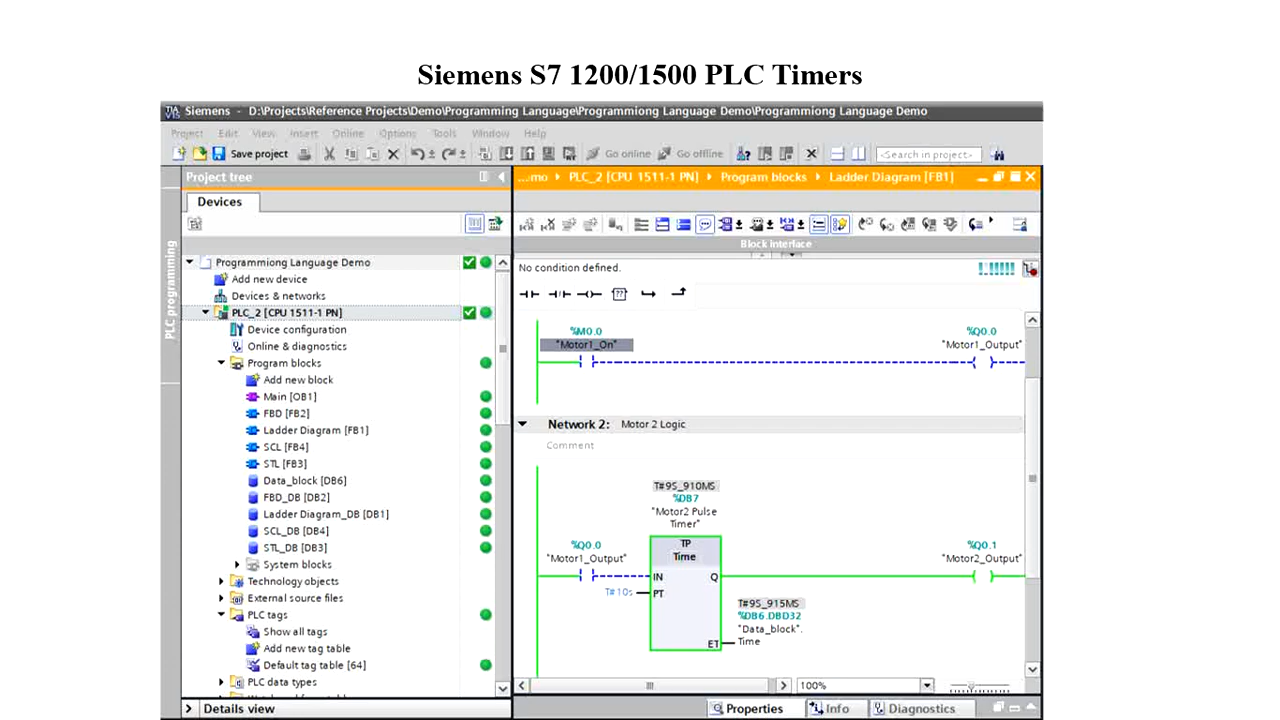 Siemens S7 1200/1500 PLC Timers
Siemens - D:\Projects\Reference Projects\Demo\Programming Language\Programmiong Language Demo\Programmiong Language Demo
Project Edit View Insert Online Options Tools Window Help
Save project Go online Go offline <Search in project>
Project tree
...mo PLC_2 [CPU 1511-1 PN] Program blocks Ladder Diagram [FB1]
Devices
Block interface
PLC programming
Programmiong Language Demo
Add new device
Devices & networks
PLC_2 [CPU 1511-1 PN]
Device configuration
Online & diagnostics
Program blocks
Add new block
Main [OB1]
FBD [FB2]
Ladder Diagram [FB1]
SCL [FB4]
STL [FB3]
Data_block [DB6]
FBD_DB [DB2]
Ladder Diagram_DB [DB1]
SCL_DB [DB4]
STL_DB [DB3]
System blocks
Technology objects
External source files
PLC tags
Show all tags
Add new tag table
Default tag table [64]
PLC data types
Details view
No condition defined.
??
%M0.0
"Motor1_On"
%Q0.0
"Motor1_Output"
Network 2: Motor 2 Logic
Comment
T#9S_910MS
%DB7
"Motor2 Pulse
Timer"
TP
Time
%Q0.0
"Motor1_Output"
IN
Q
T#10s
PT
ET
%Q0.1
"Motor2_Output"
T#9S_915MS
%DB6.DBD32
"Data_block".
Time
100%
Properties Info Diagnostics